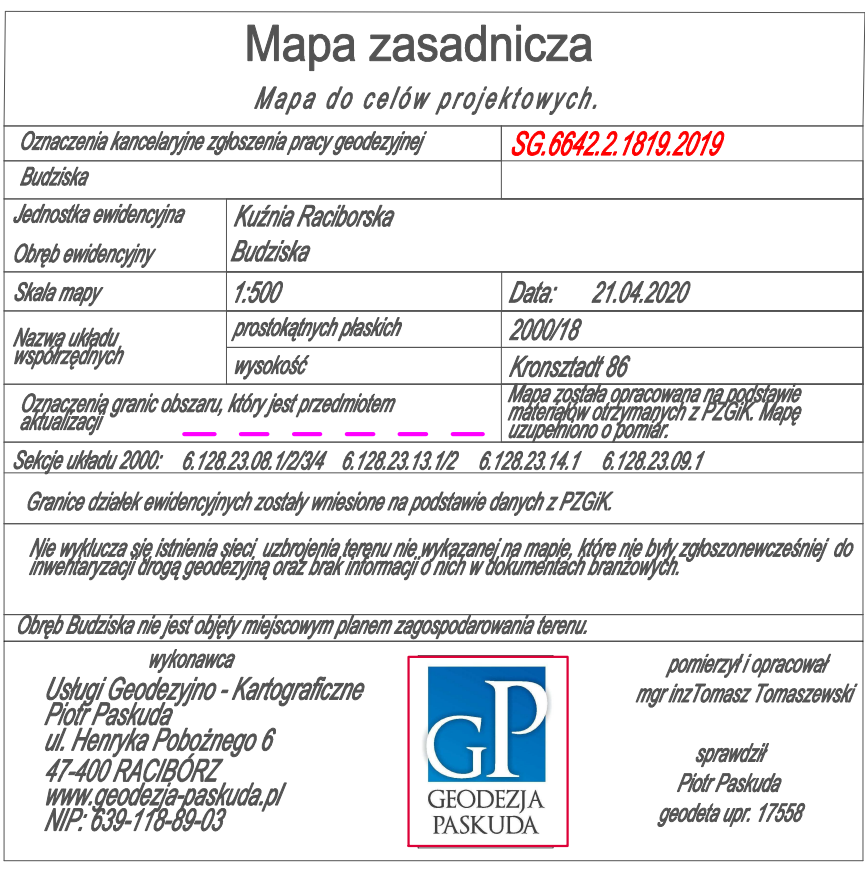 Mapa zasadnicza
Mapa do celów projektowych.
Oznaczenia kancelaryjne zgłoszenia pracy geodezyjnej SG.6642.2.1819.2019
Budziska
Jednostka ewidencyjna Kuźnia Raciborska
Obręb ewidencyjny Budziska
Skala mapy 1:500 Data: 21.04.2020
Nazwa układu
współrzędnych
prostokątnych płaskich 2000/18
wysokość Kronsztadt 86
Oznaczenia granic obszaru, który jest przedmiotem
aktualizacji
Mapa została opracowana na podstawie
materiałów otrzymanych z PZGiK. Mapę
uzupełniono o pomiar.
Sekcje układu 2000: 6.128.23.08.1/2/3/4 6.128.23.13.1/2 6.128.23.14.1 6.128.23.09.1
Granice działek ewidencyjnych zostały wniesione na podstawie danych z PZGiK.
Nie wyklucza się istnienia sieci uzbrojenia terenu nie wykazanej na mapie, które nie były zgłoszonewcześniej do
inwentaryzacji drogą geodezyjną oraz brak informacji o nich w dokumentach branżowych.
Obręb Budziska nie jest objęty miejscowym planem zagospodarowania terenu.
wykonawca
Usługi Geodezyjno - Kartograficzne
Piotr Paskuda
ul. Henryka Pobożnego 6
47-400 RACIBÓRZ
www.geodezja-paskuda.pl
NIP: 639-118-89-03
GP
GEODEZJA
PASKUDA
pomierzył i opracował
mgr inzTomasz Tomaszewski
sprawdził
Piotr Paskuda
geodeta upr. 17558